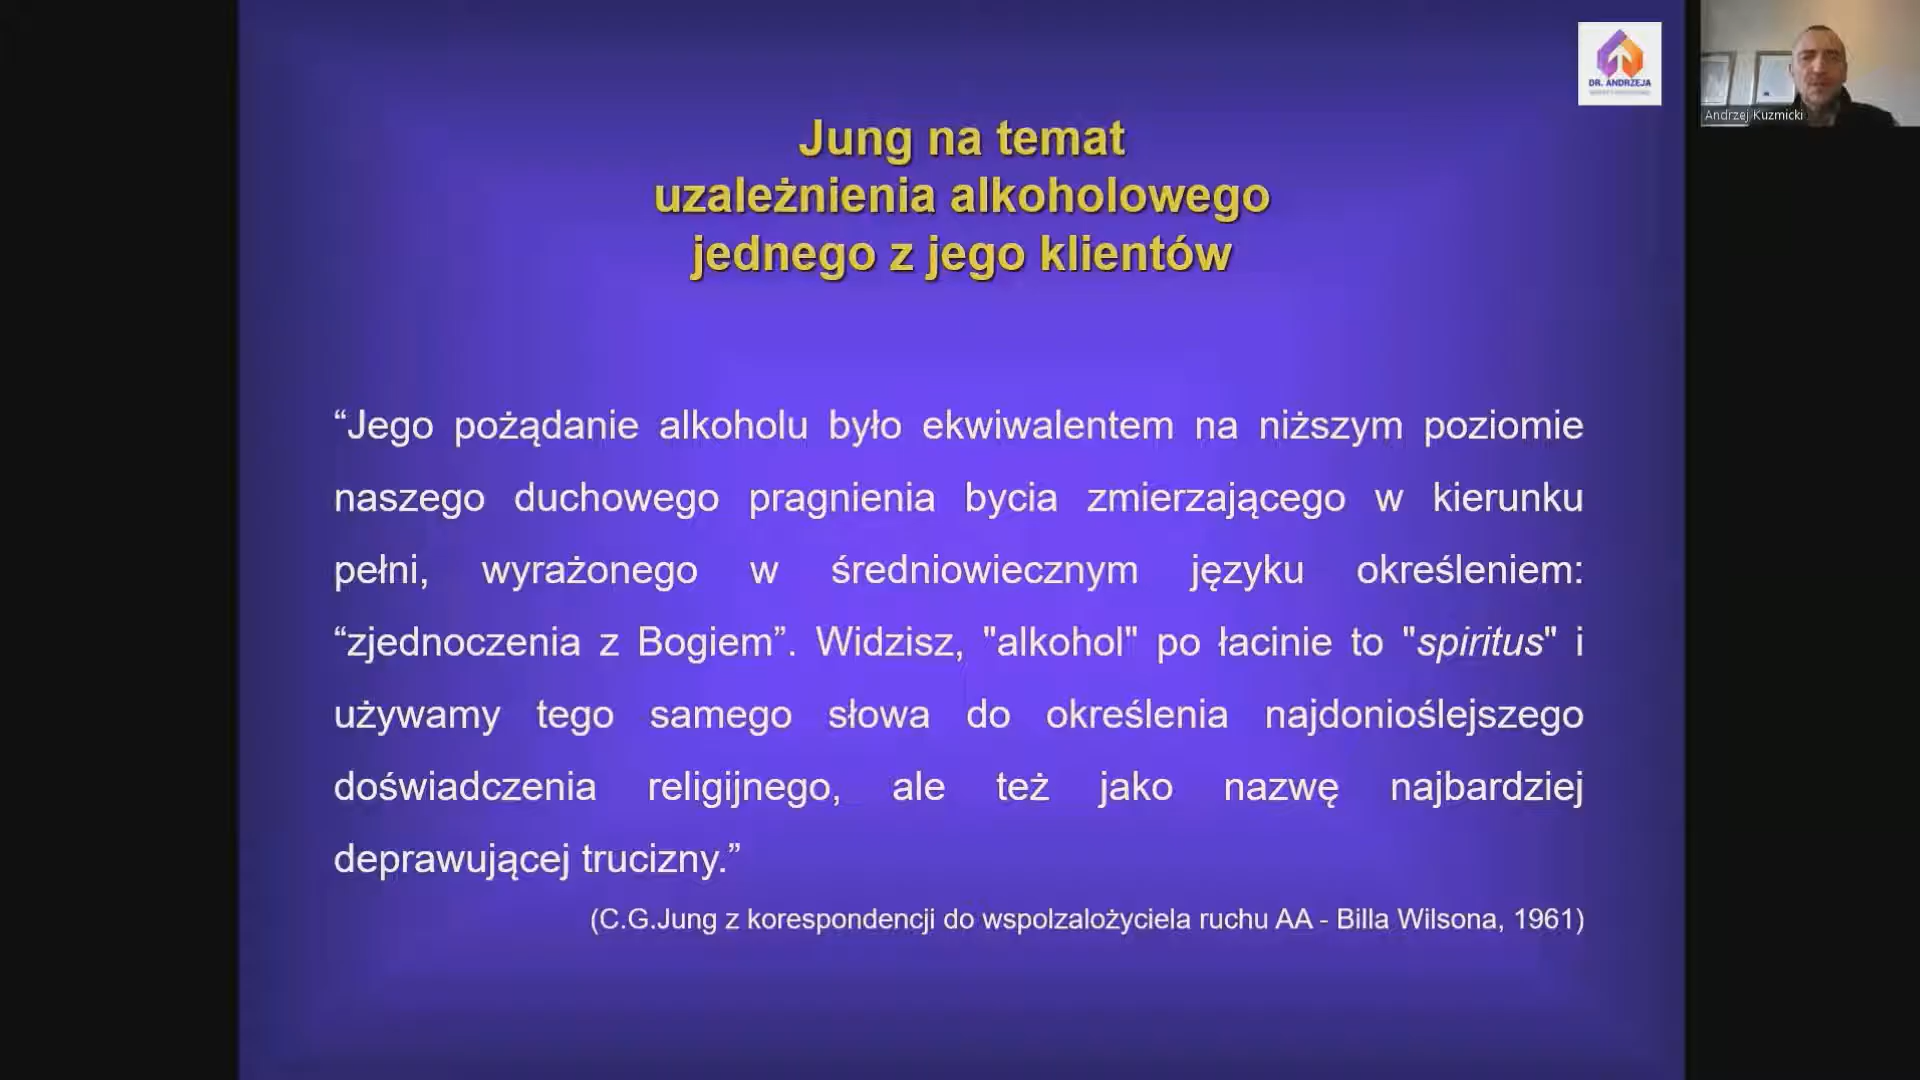 DR. ANDRZEJA
Andrzej Kuzmicki
Jung na temat
uzależnienia alkoholowego
jednego z jego klientów
“Jego pożądanie alkoholu było ekwiwalentem na niższym poziomie
naszego duchowego pragnienia bycia zmierzającego w kierunku
pełni, wyrażonego w średniowiecznym języku określeniem:
“zjednoczenia z Bogiem”. Widzisz, "alkohol" po łacinie to "spiritus" i
używamy tego samego słowa do określenia najdonioślejszego
doświadczenia religijnego, ale też jako nazwę najbardziej
deprawującej trucizny.”
(C.G.Jung z korespondencji do wspolzalożyciela ruchu AA - Billa Wilsona, 1961)